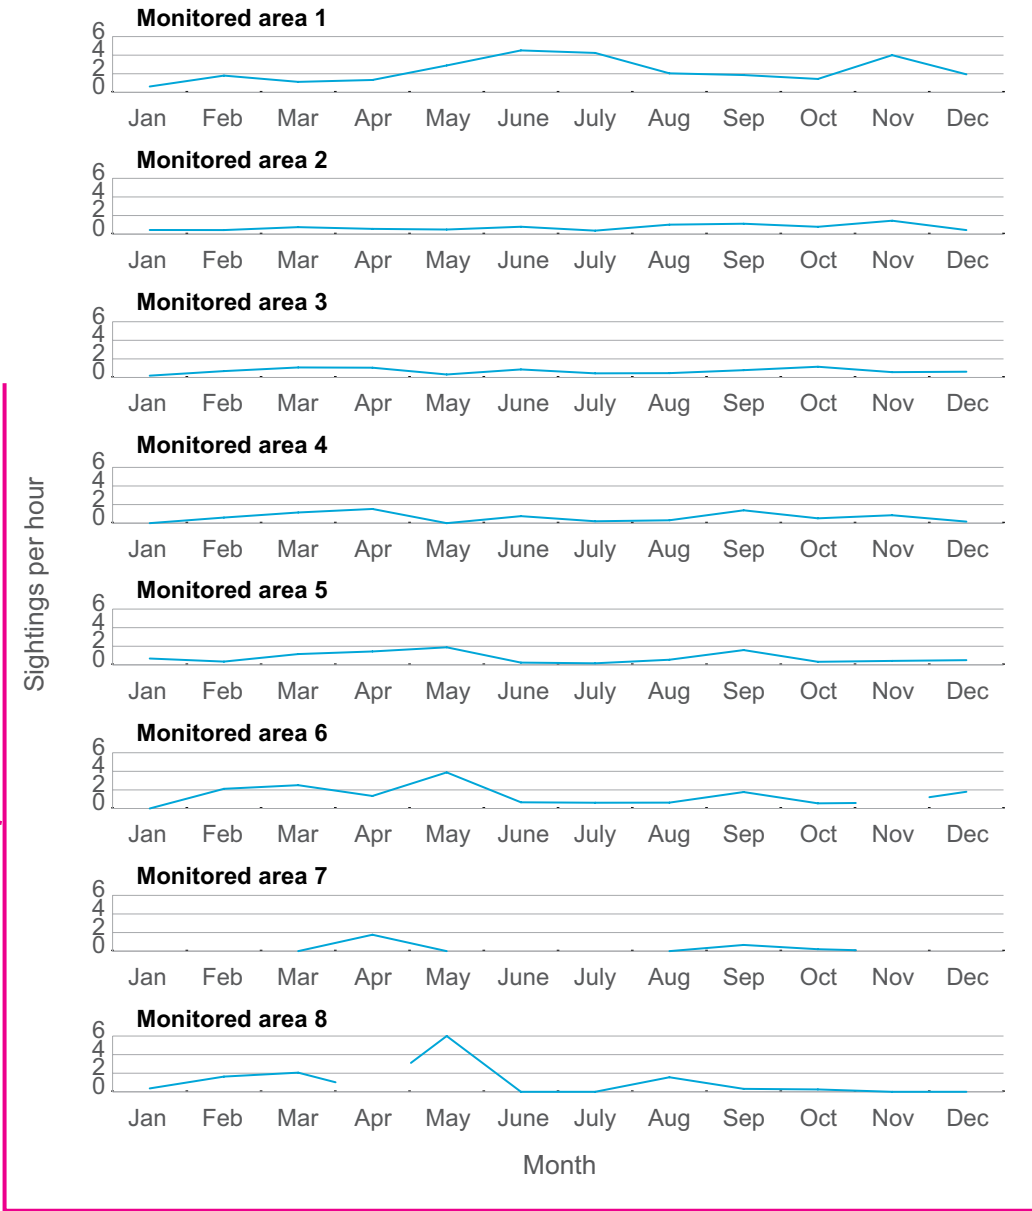 Monitored area 1
6
4
2
0
Jan Feb Mar Apr May June July Aug Sep Oct Nov Dec
Monitored area 2
6
4
2
0
Jan Feb Mar Apr May June July Aug Sep Oct Nov Dec
Monitored area 3
6
4
2
0
Jan Feb Mar Apr May June July Aug Sep Oct Nov Dec
Monitored area 4
6
4
2
0
Jan Feb Mar Apr May June July Aug Sep Oct Nov Dec
Sightings per hour
Monitored area 5
6
4
2
0
Jan Feb Mar Apr May June July Aug Sep Oct Nov Dec
Monitored area 6
6
4
2
0
Jan Feb Mar Apr May June July Aug Sep Oct Nov Dec
Monitored area 7
6
4
2
0
Jan Feb Mar Apr May June July Aug Sep Oct Nov Dec
Monitored area 8
6
4
2
0
Jan Feb Mar Apr May June July Aug Sep Oct Nov Dec
Month